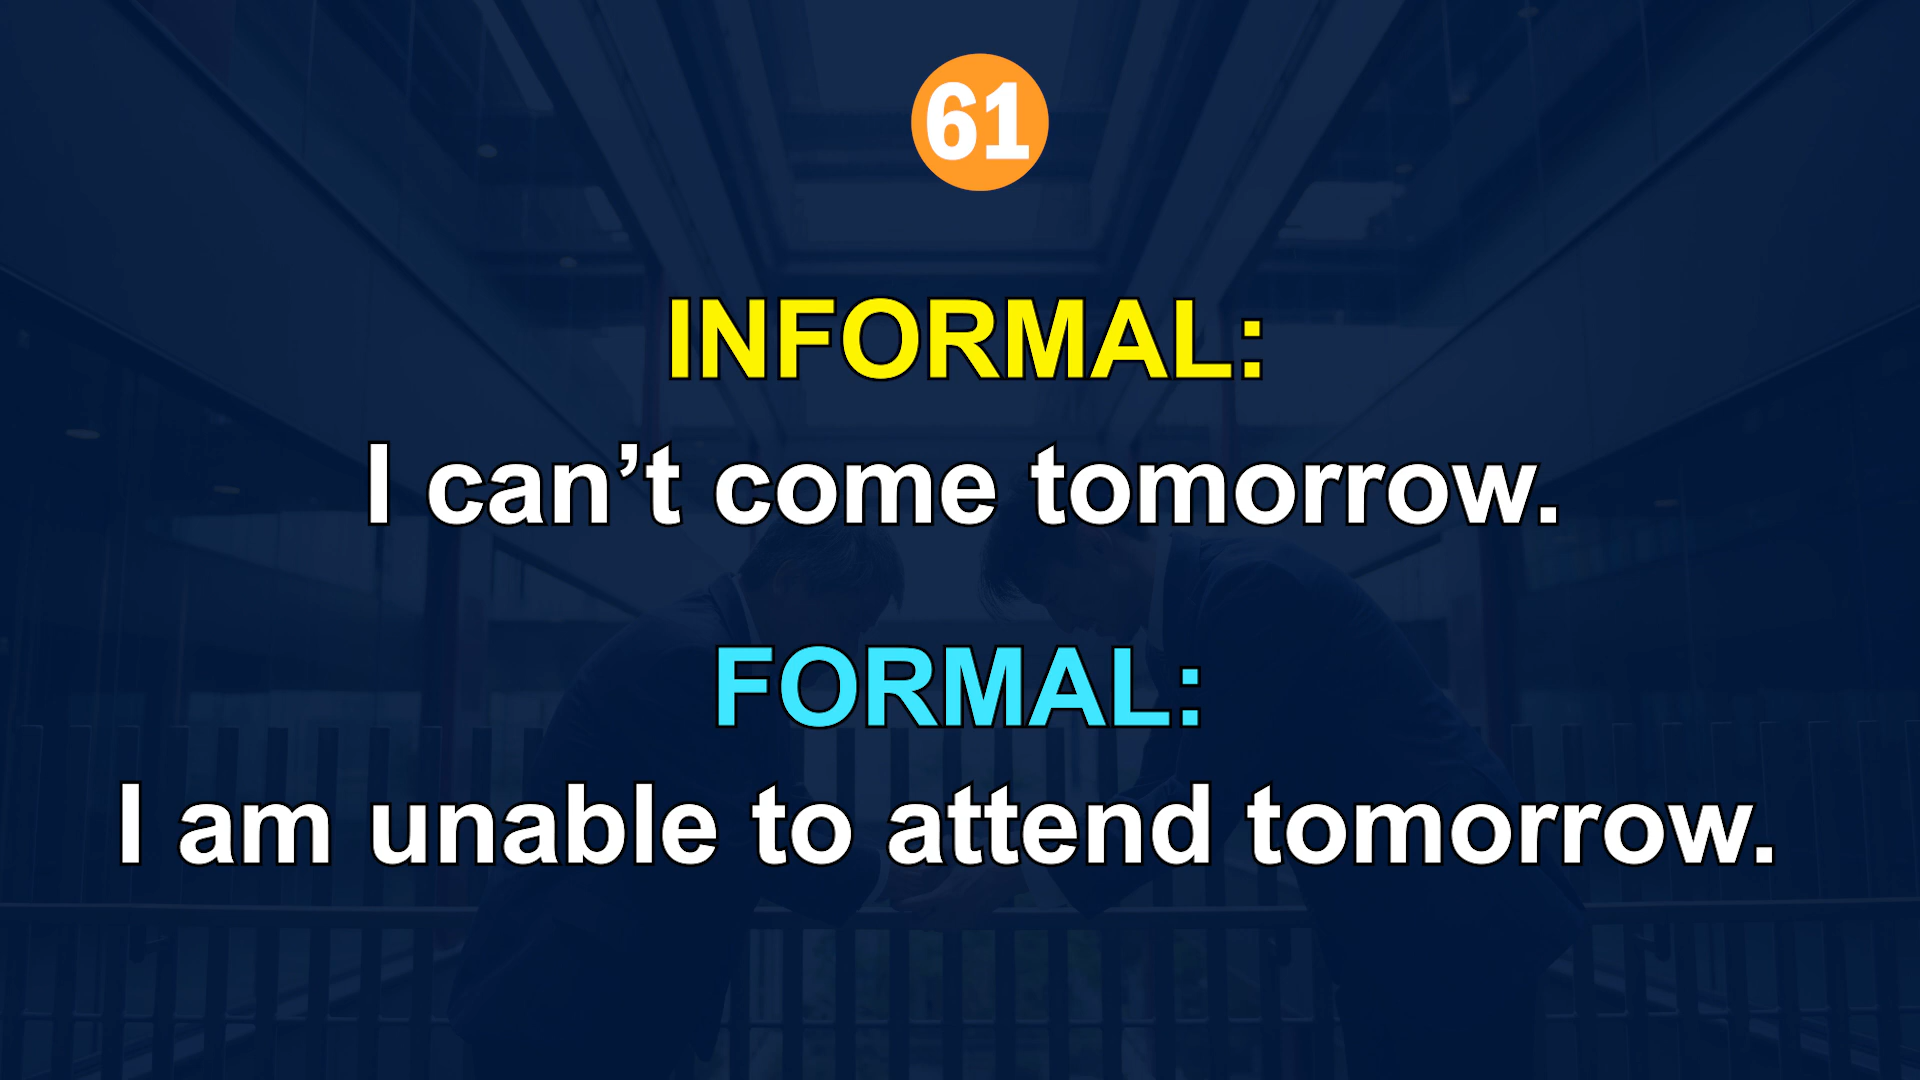 61
INFORMAL:
I can’t come tomorrow.
FORMAL:
I am unable to attend tomorrow.